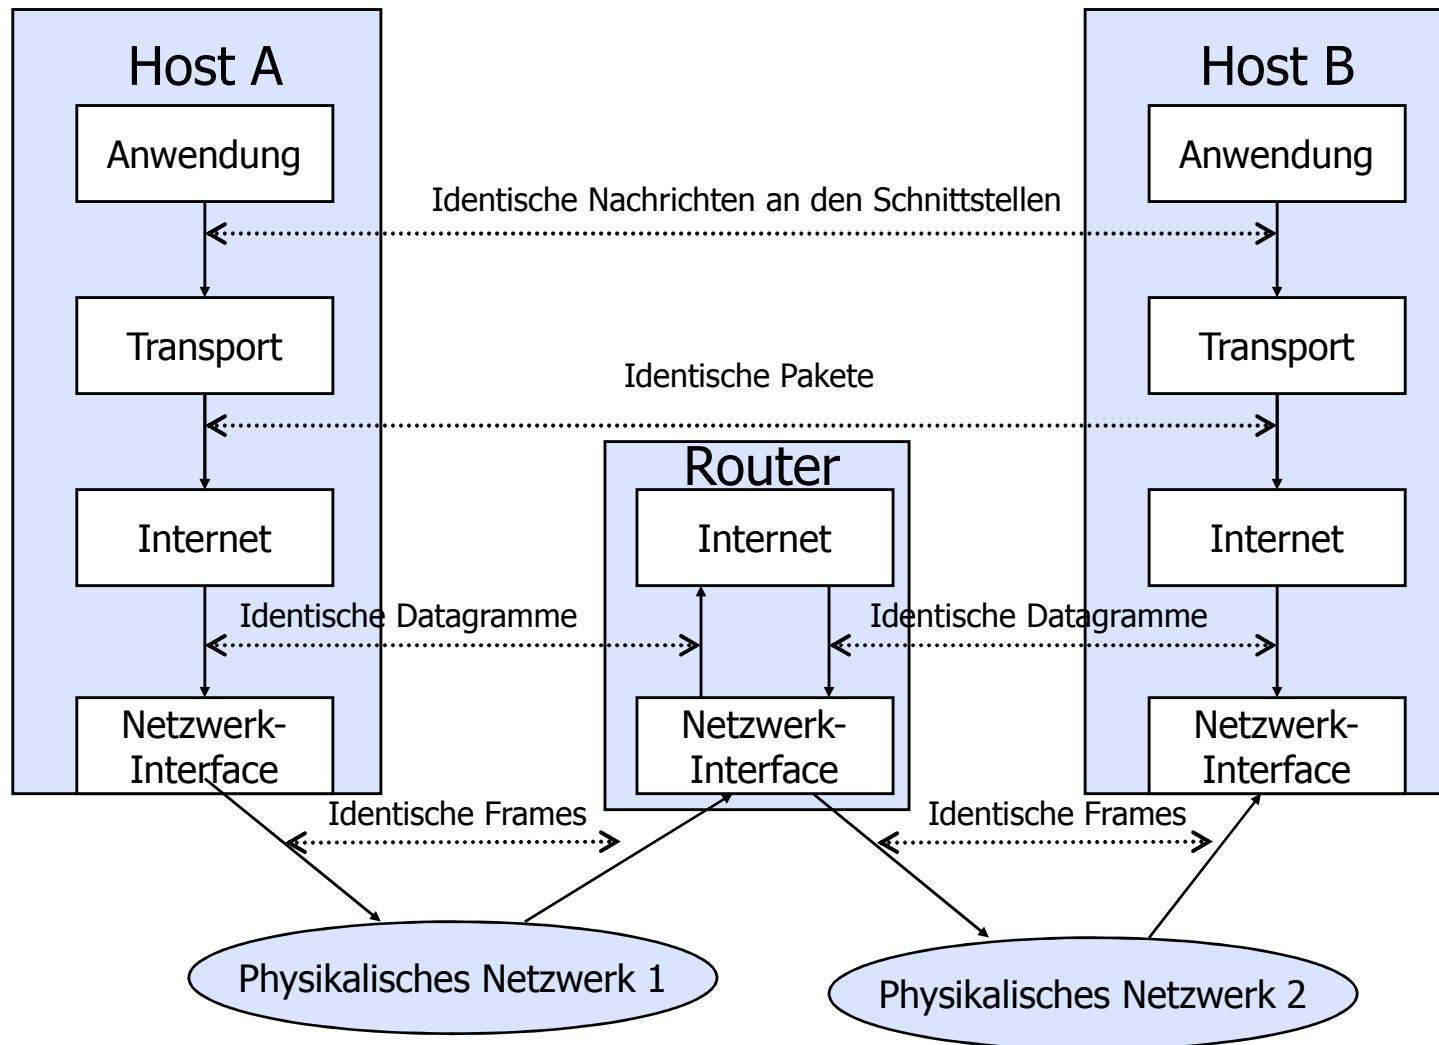 Host A
Host B
Anwendung
Anwendung
Identische Nachrichten an den Schnittstellen
Transport
Transport
Identische Pakete
Router
Internet
Internet
Internet
Identische Datagramme
Identische Datagramme
Netzwerk-
Interface
Netzwerk-
Interface
Netzwerk-
Interface
Identische Frames
Identische Frames
Physikalisches Netzwerk 1
Physikalisches Netzwerk 2